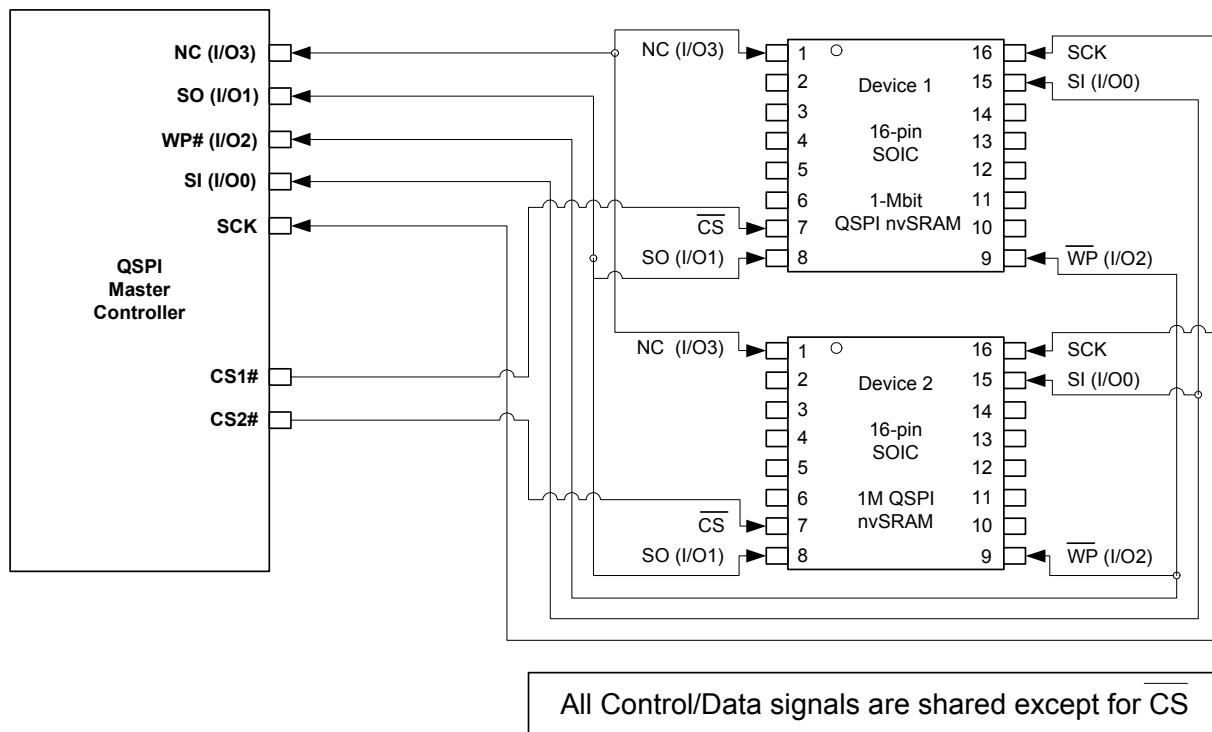 NC (I/O3)
SO (I/O1)
WP# (I/O2)
SI (I/O0)
SCK
QSPI
Master
Controller
CS1#
CS2#
NC (I/O3)
CS
SO (I/O1)
1
2
3
4
5
6
7
8
Device 1
16-pin
SOIC
1-Mbit
QSPI nvSRAM
16
15
14
13
12
11
10
9
SCK
SI (I/O0)
WP (I/O2)
NC (I/O3)
CS
SO (I/O1)
1
2
3
4
5
6
7
8
Device 2
16-pin
SOIC
1M QSPI
nvSRAM
16
15
14
13
12
11
10
9
SCK
SI (I/O0)
WP (I/O2)
All Control/Data signals are shared except for CS